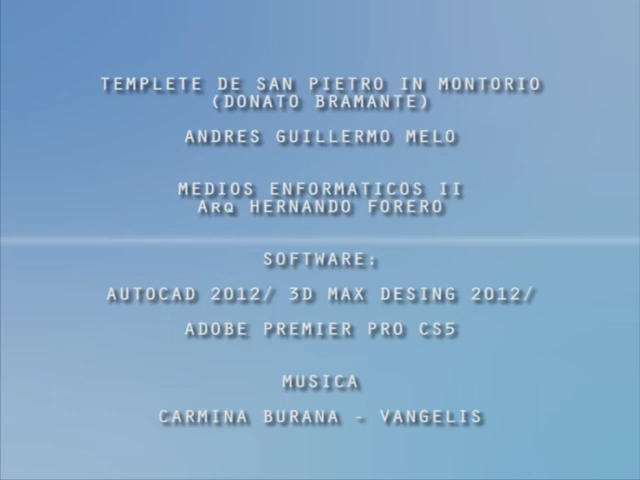 TEMPLETE DE SAN PIETRO IN MONTORIO
(DONATO BRAMANTE)
ANDRES GUILLERMO MELO
MEDIOS ENFORMATICOS II
ARQ HERNANDO FORERO
SOFTWARE:
AUTOCAD 2012/ 3D MAX DESING 2012/
ADOBE PREMIER PRO CS5
MUSICA
CARMINA BURANA - VANGELIS